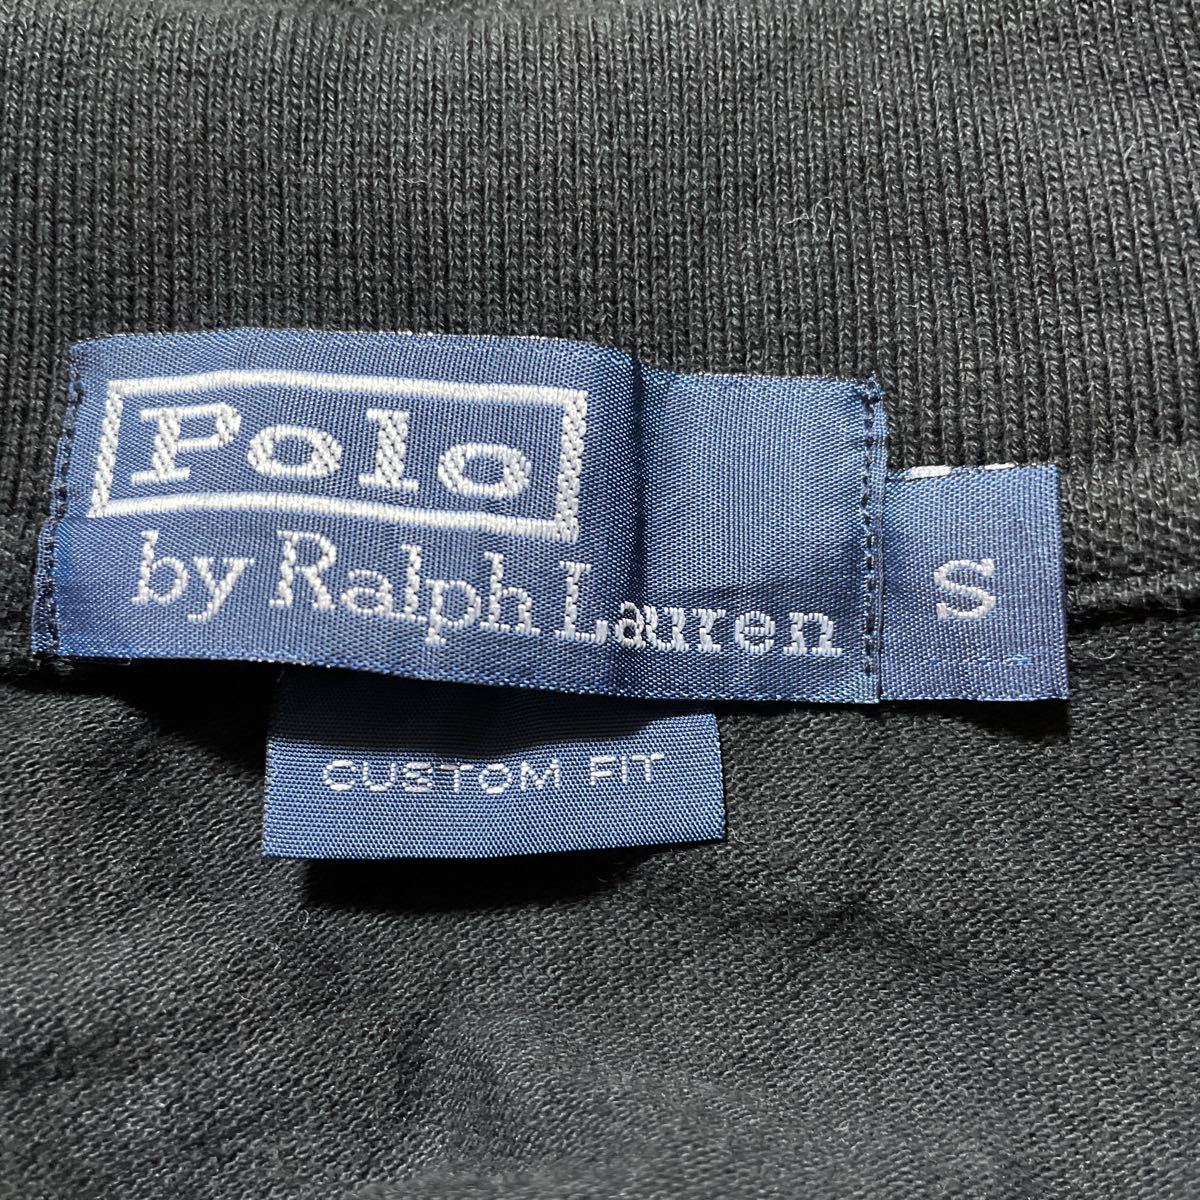 Polo
by Ralph Lauren
S
CUSTOM FIT